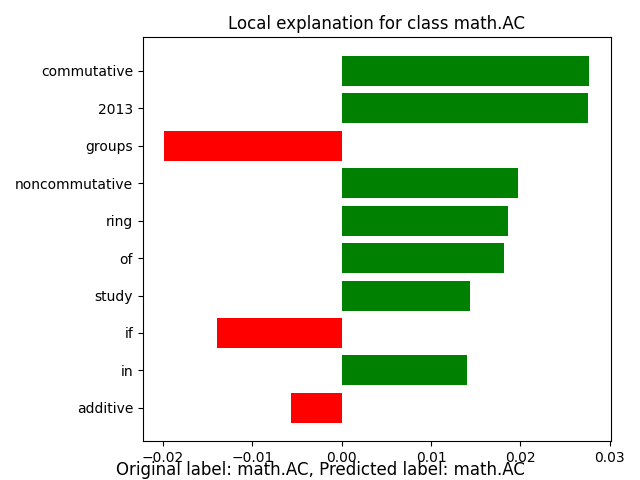 Local explanation for class math.AC
commutative
2013
groups
noncommutative
ring
of
study
if
in
additive
−0.02 −0.01 0.00 0.01 0.02 0.03
Original label: math.AC, Predicted label: math.AC